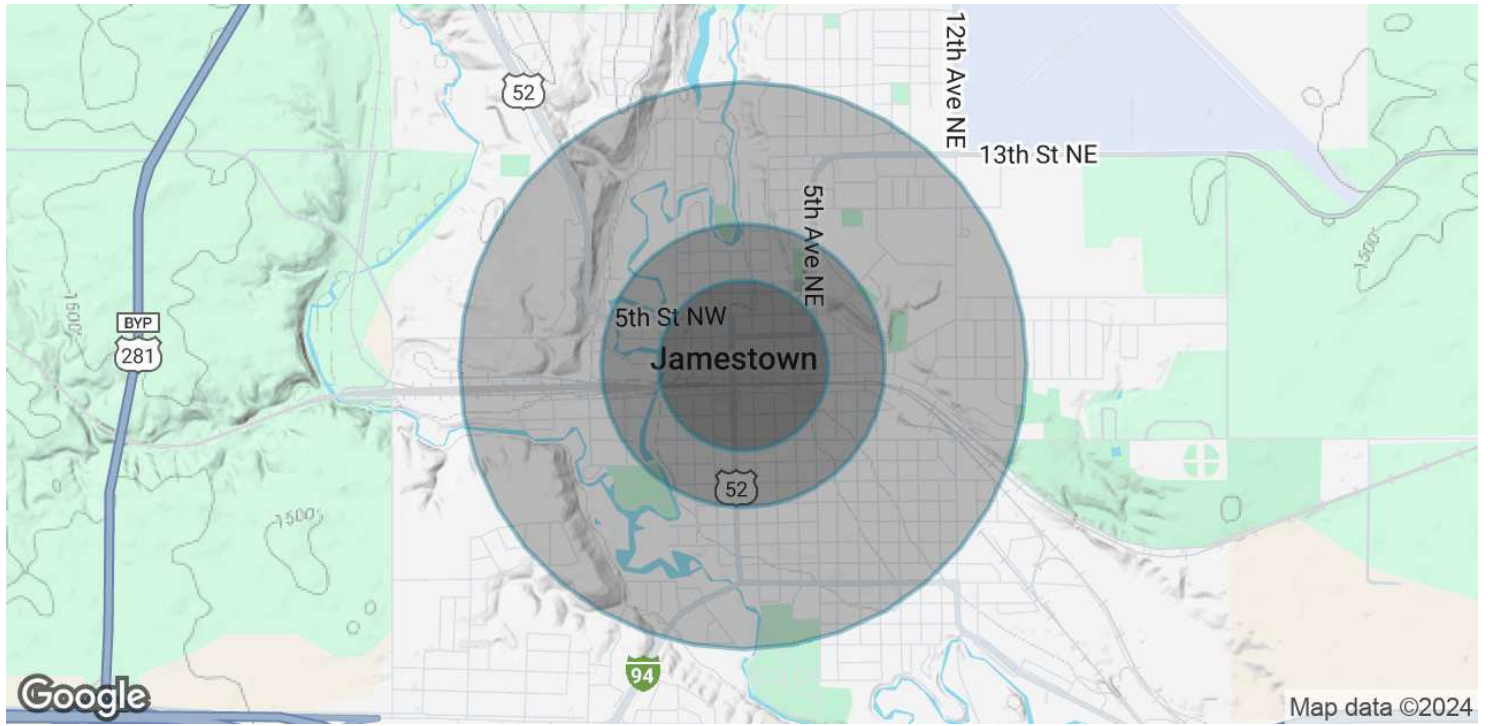 12th Ave NE
52
13th St NE
5th Ave NE
1500'
1500'
5th St NW
BYP
281
Jamestown
52
1500'
94
Google
Map data ©2024